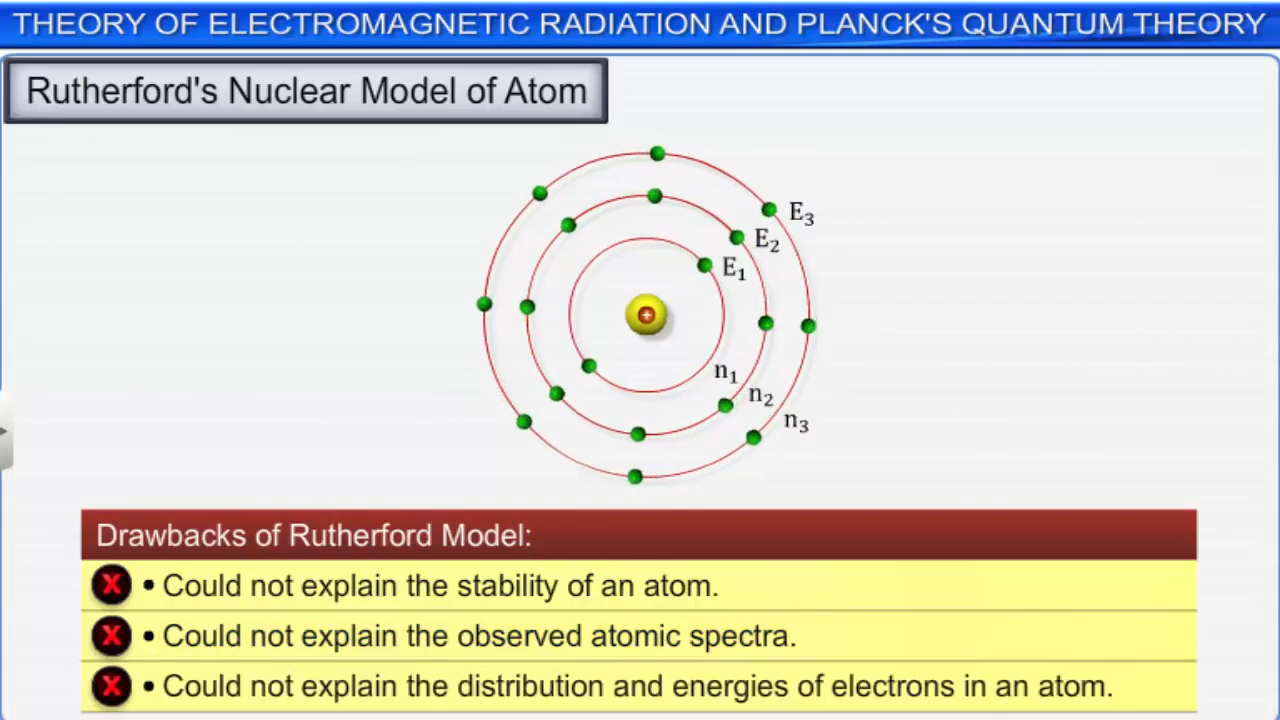 THEORY OF ELECTROMAGNETIC RADIATION AND PLANCK'S QUANTUM THEORY
Rutherford's Nuclear Model of Atom
E₃
E₂
E₁
+
n₁
n₂
n₃
Drawbacks of Rutherford Model:
X • Could not explain the stability of an atom.
X • Could not explain the observed atomic spectra.
X • Could not explain the distribution and energies of electrons in an atom.